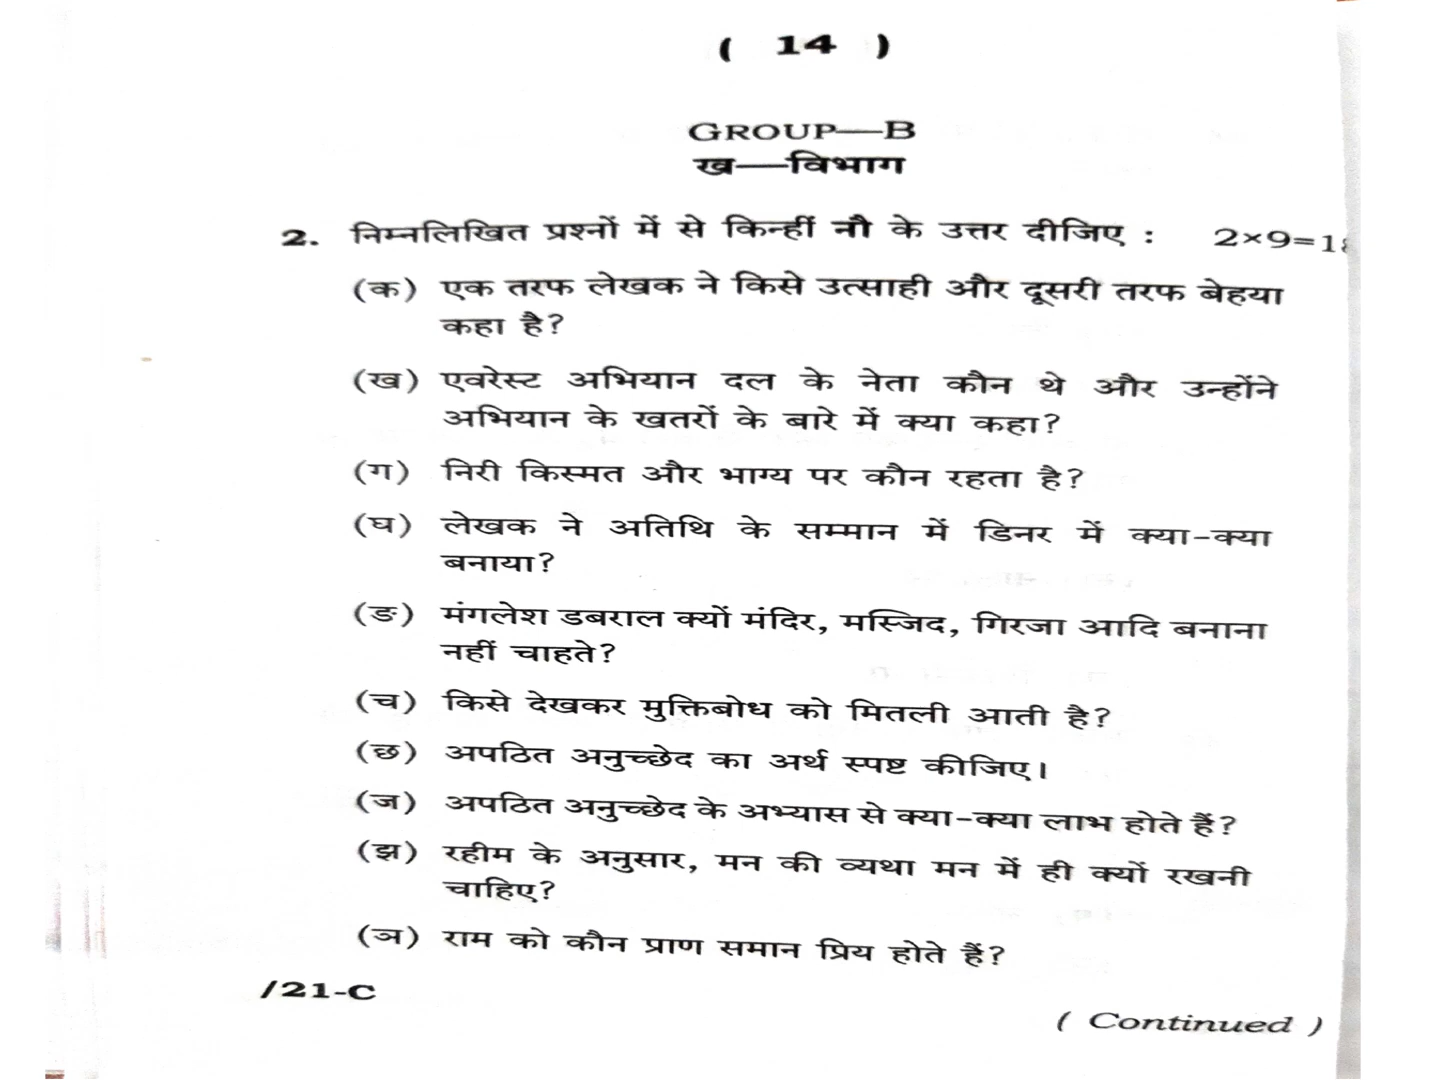 ( 14 )
GROUP—B
ख—विभाग
2. निम्नलिखित प्रश्नों में से किन्हीं नौ के उत्तर दीजिए : 2×9=18
(क) एक तरफ लेखक ने किसे उत्साही और दूसरी तरफ बेहया
कहा है?
(ख) एवरेस्ट अभियान दल के नेता कौन थे और उन्होंने
अभियान के खतरों के बारे में क्या कहा?
(ग) निरी किस्मत और भाग्य पर कौन रहता है?
(घ) लेखक ने अतिथि के सम्मान में डिनर में क्या-क्या
बनाया?
(ङ) मंगलेश डबराल क्यों मंदिर, मस्जिद, गिरजा आदि बनाना
नहीं चाहते?
(च) किसे देखकर मुक्तिबोध को मितली आती है?
(छ) अपठित अनुच्छेद का अर्थ स्पष्ट कीजिए।
(ज) अपठित अनुच्छेद के अभ्यास से क्या-क्या लाभ होते हैं?
(झ) रहीम के अनुसार, मन की व्यथा मन में ही क्यों रखनी
चाहिए?
(ञ) राम को कौन प्राण समान प्रिय होते हैं?
/21-C
( Continued )